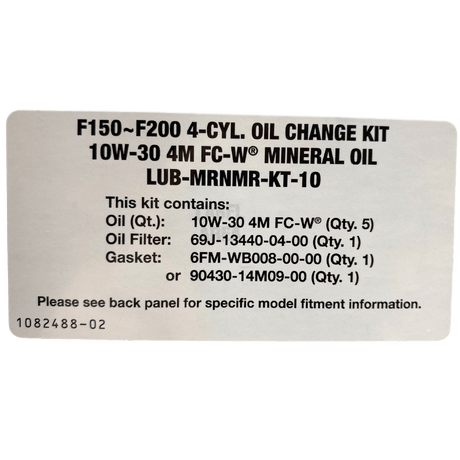 F150~F200 4-CYL. OIL CHANGE KIT
10W-30 4M FC-W® MINERAL OIL
LUB-MRNMR-KT-10
This kit contains:
Oil (Qt.): 10W-30 4M FC-W® (Qty. 5)
Oil Filter: 69J-13440-04-00 (Qty. 1)
Gasket: 6FM-WB008-00-00 (Qty. 1)
or 90430-14M09-00 (Qty. 1)
Please see back panel for specific model fitment information.
1082488-02